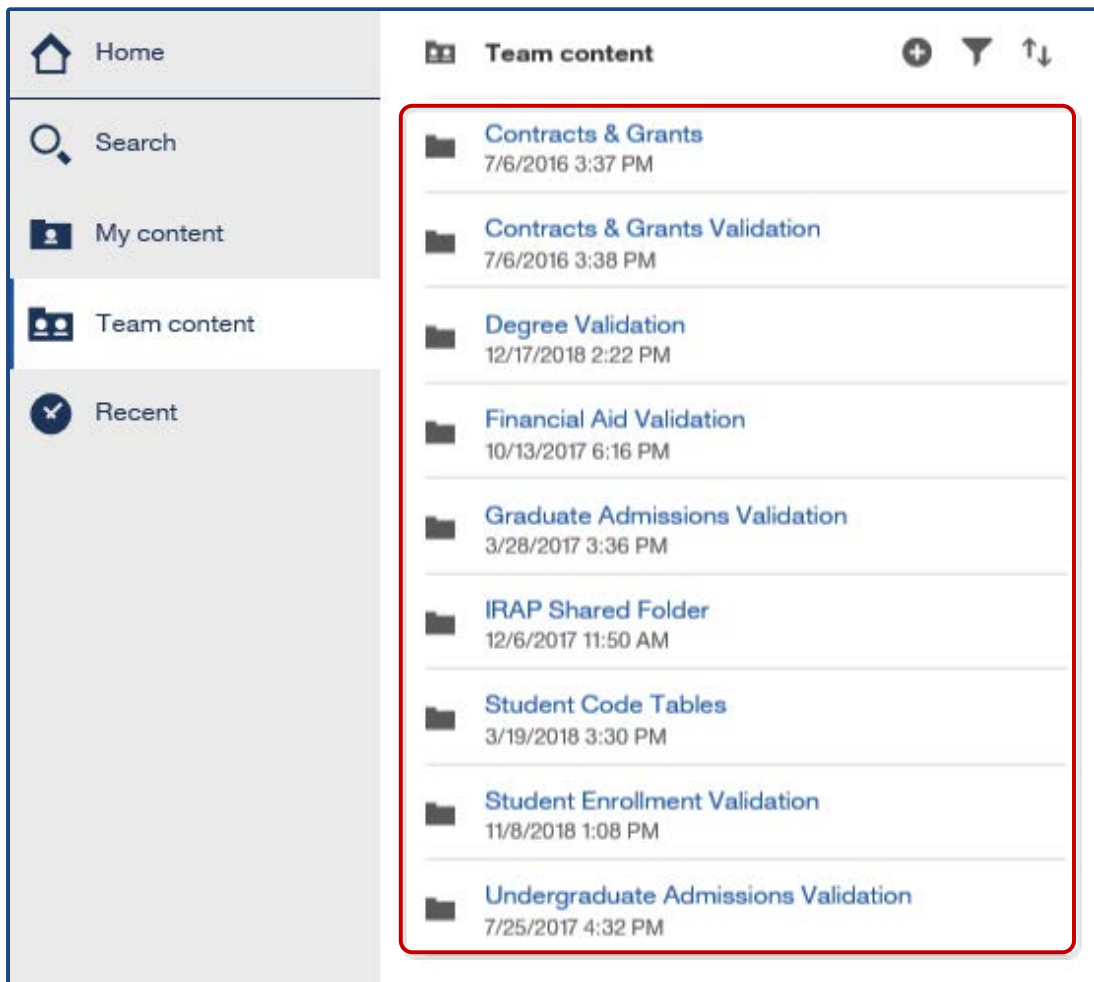 Home
Search
My content
Team content
Recent
Team content
Contracts & Grants
7/6/2016 3:37 PM
Contracts & Grants Validation
7/6/2016 3:38 PM
Degree Validation
12/17/2018 2:22 PM
Financial Aid Validation
10/13/2017 6:16 PM
Graduate Admissions Validation
3/28/2017 3:36 PM
IRAP Shared Folder
12/6/2017 11:50 AM
Student Code Tables
3/19/2018 3:30 PM
Student Enrollment Validation
11/8/2018 1:08 PM
Undergraduate Admissions Validation
7/25/2017 4:32 PM